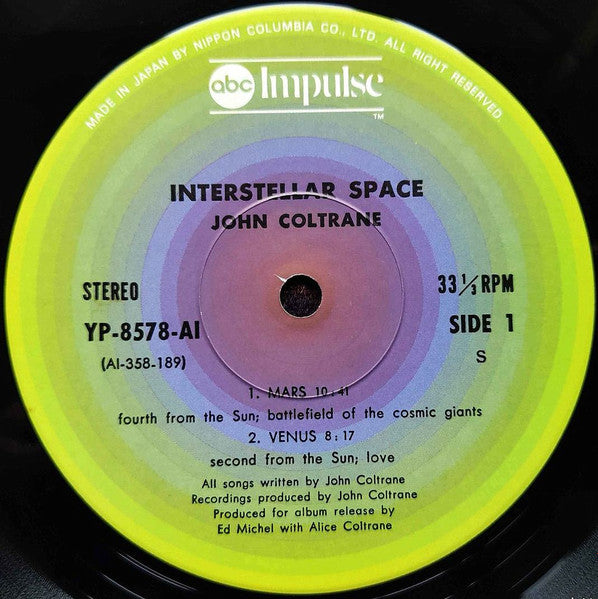 MADE IN JAPAN BY NIPPON COLUMBIA CO., LTD. ALL RIGHT RESERVED.
abc Impulse
TM
INTERSTELLAR SPACE
JOHN COLTRANE
STEREO
33 1/3 RPM
YP-8578-AI
SIDE 1
(AI-358-189)
S
1. MARS 10:41
fourth from the Sun; battlefield of the cosmic giants
2. VENUS 8:17
second from the Sun; love
All songs written by John Coltrane
Recordings produced by John Coltrane
Produced for album release by
Ed Michel with Alice Coltrane